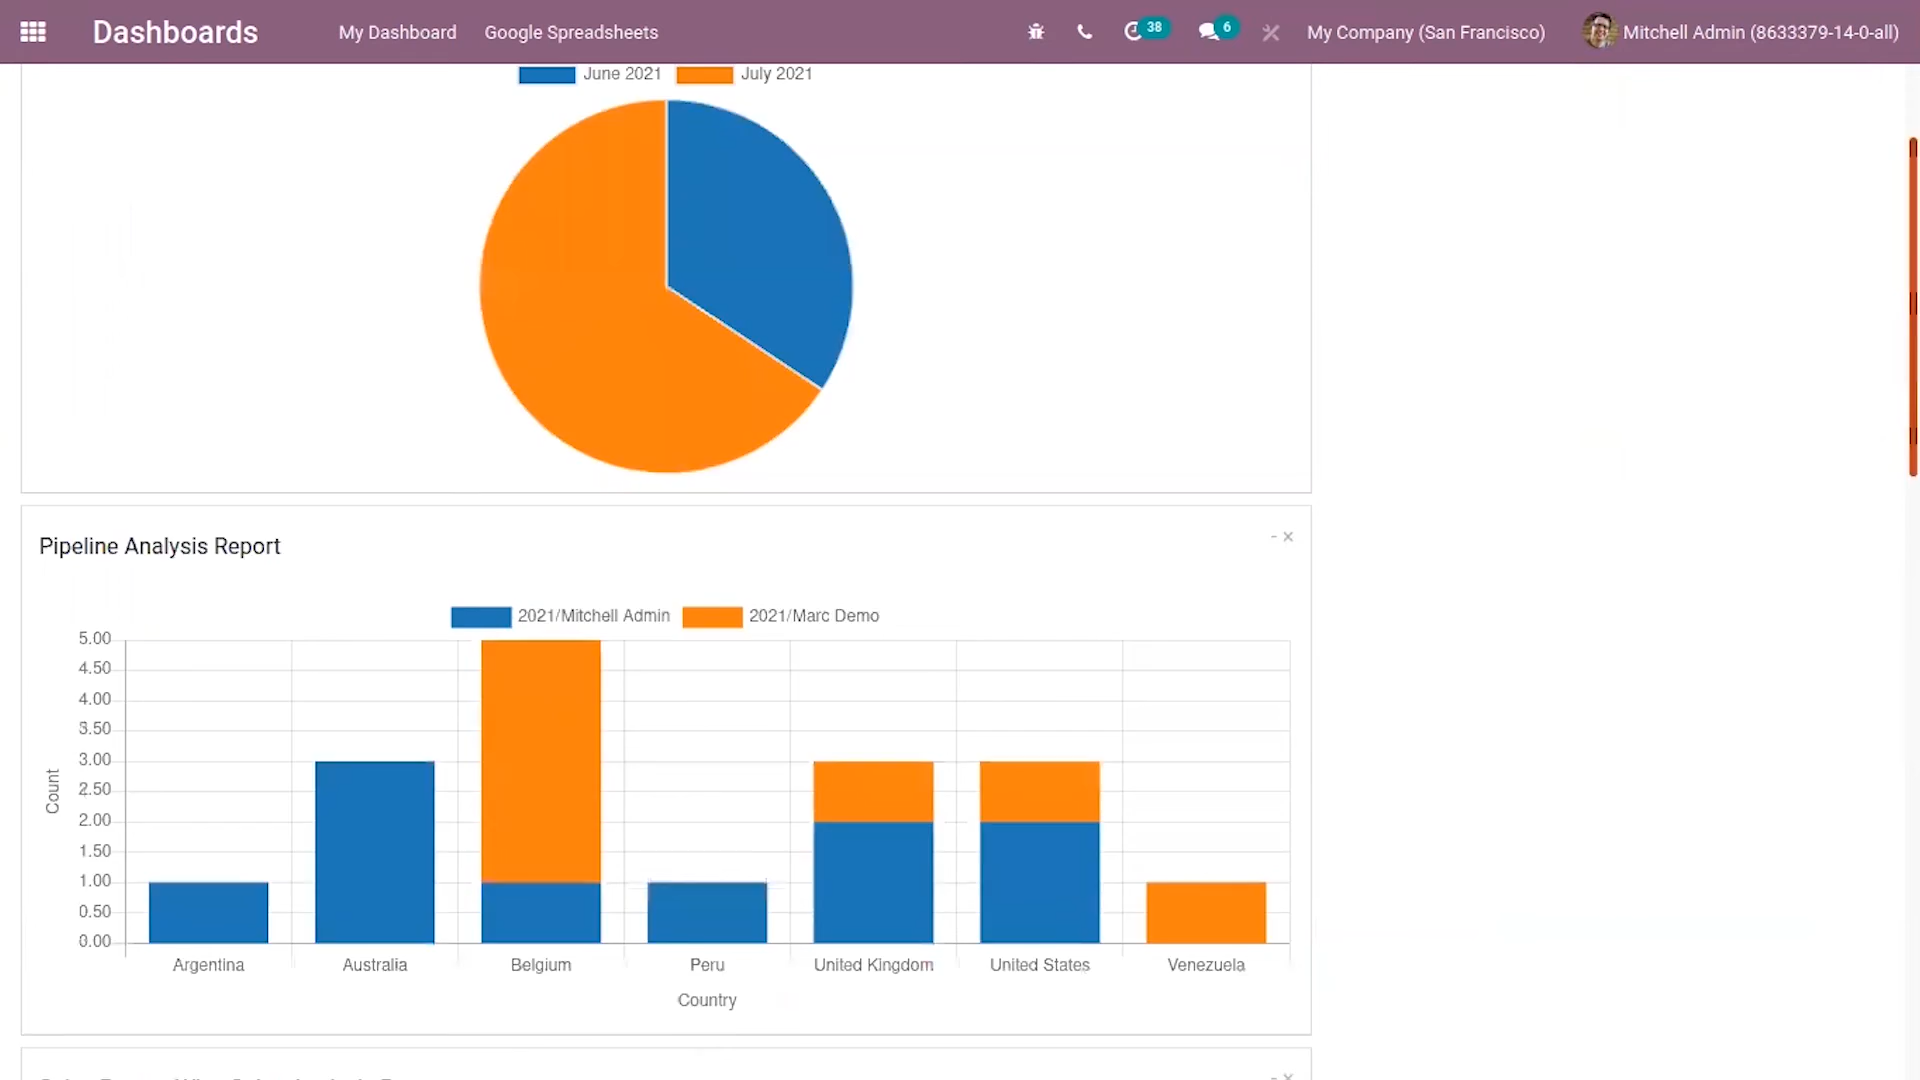 Dashboards My Dashboard Google Spreadsheets 38 6 My Company (San Francisco) Mitchell Admin (8633379-14-0-all)
June 2021 July 2021
Pipeline Analysis Report
2021/Mitchell Admin 2021/Marc Demo
5.00
4.50
4.00
3.50
3.00
2.50
2.00
1.50
1.00
0.50
0.00
Count
Argentina Australia Belgium Peru United Kingdom United States Venezuela
Country